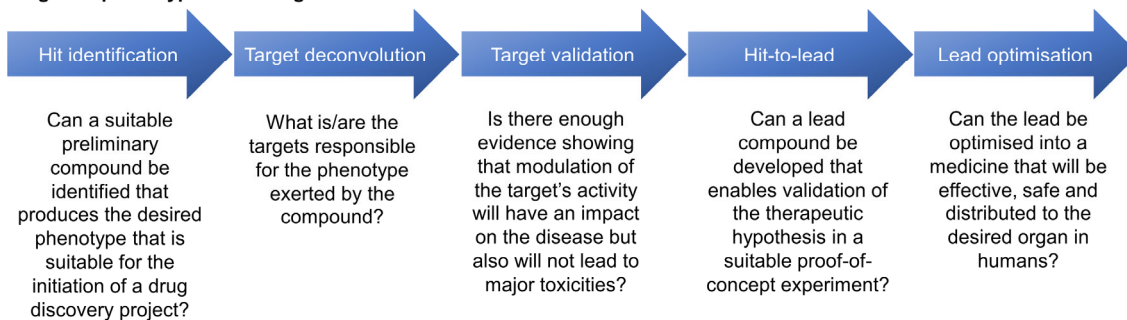 Hit identification
Target deconvolution
Target validation
Hit-to-lead
Lead optimisation
Can a suitable
preliminary
compound be
identified that
produces the desired
phenotype that is
suitable for the
initiation of a drug
discovery project?
What is/are the
targets responsible
for the phenotype
exerted by the
compound?
Is there enough
evidence showing
that modulation of
the target's activity
will have an impact
on the disease but
also will not lead to
major toxicities?
Can a lead
compound be
developed that
enables validation of
the therapeutic
hypothesis in a
suitable proof-of-
concept experiment?
Can the lead be
optimised into a
medicine that will be
effective, safe and
distributed to the
desired organ in
humans?